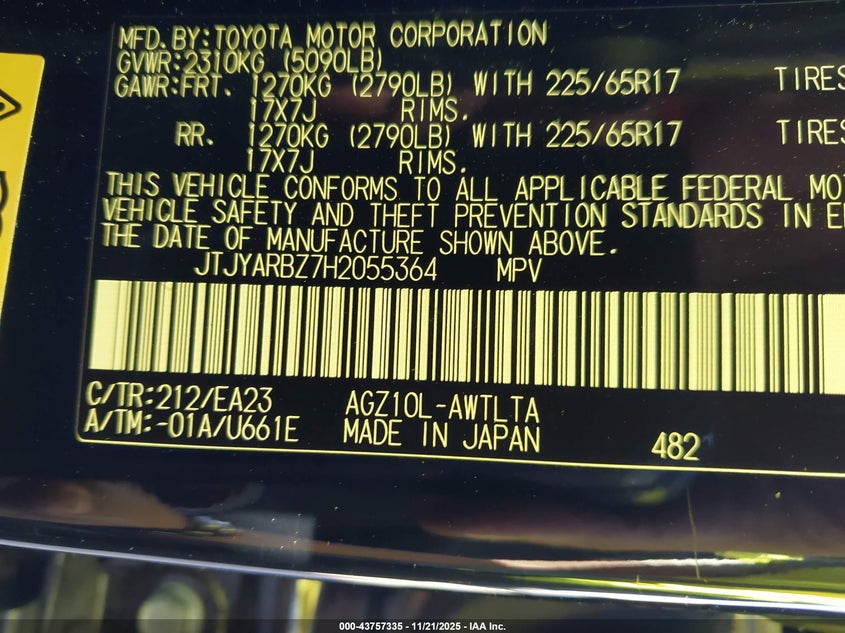 MFD.BY:TOYOTA MOTOR CORPORATION
GVWR:2310KG (5090LB)
GAWR:FRT. 1270KG (2790LB) WITH 225/65R17 TIRES
17X7J RIMS.
RR. 1270KG (2790LB) WITH 225/65R17 TIRES
17X7J RIMS.
THIS VEHICLE CONFORMS TO ALL APPLICABLE FEDERAL MOT
VEHICLE SAFETY AND THEFT PREVENTION STANDARDS IN E
THE DATE OF MANUFACTURE SHOWN ABOVE.
JTJYARBZ7H2055364 MPV
C/TR:212/EA23 AGZ10L-AWTLTA
A/TM:-01A/U661E MADE IN JAPAN
482
000-43757335 - 11/21/2025 - IAA Inc.